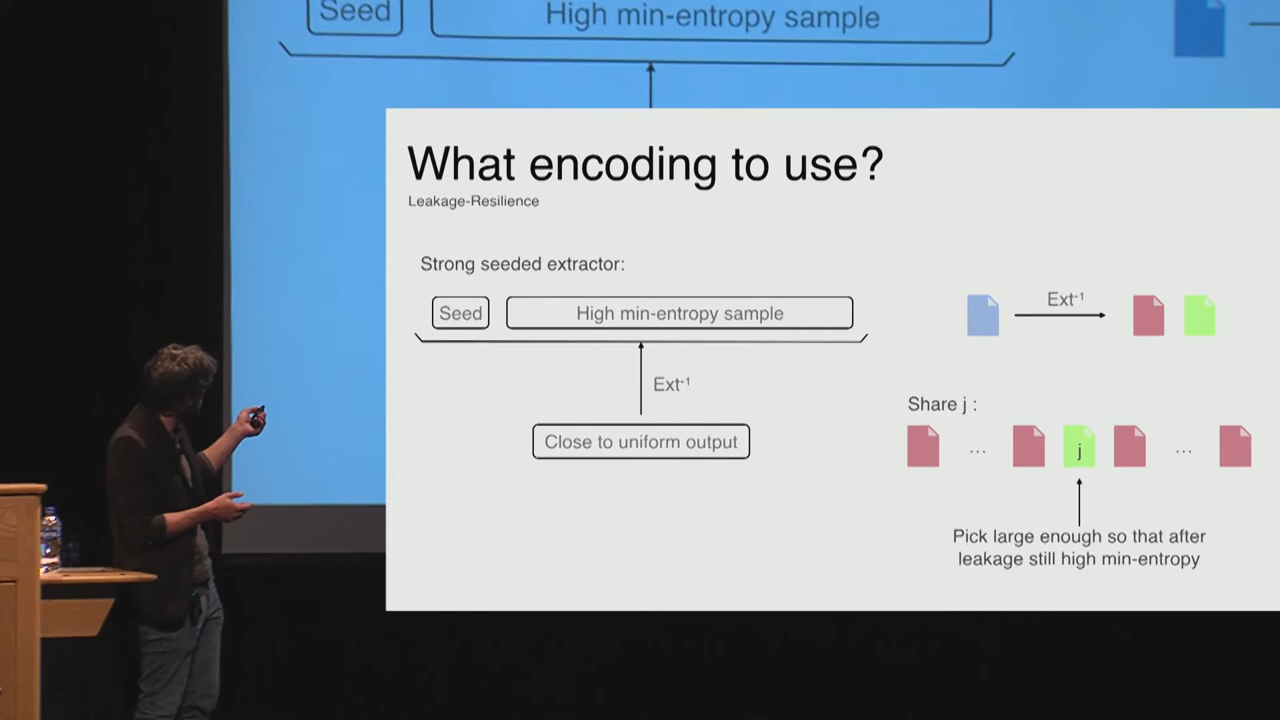 Seed
High min-entropy sample
What encoding to use?
Leakage-Resilience
Strong seeded extractor:
Seed
High min-entropy sample
Ext-1
Ext-1
Close to uniform output
Share j :
... j ...
Pick large enough so that after
leakage still high min-entropy